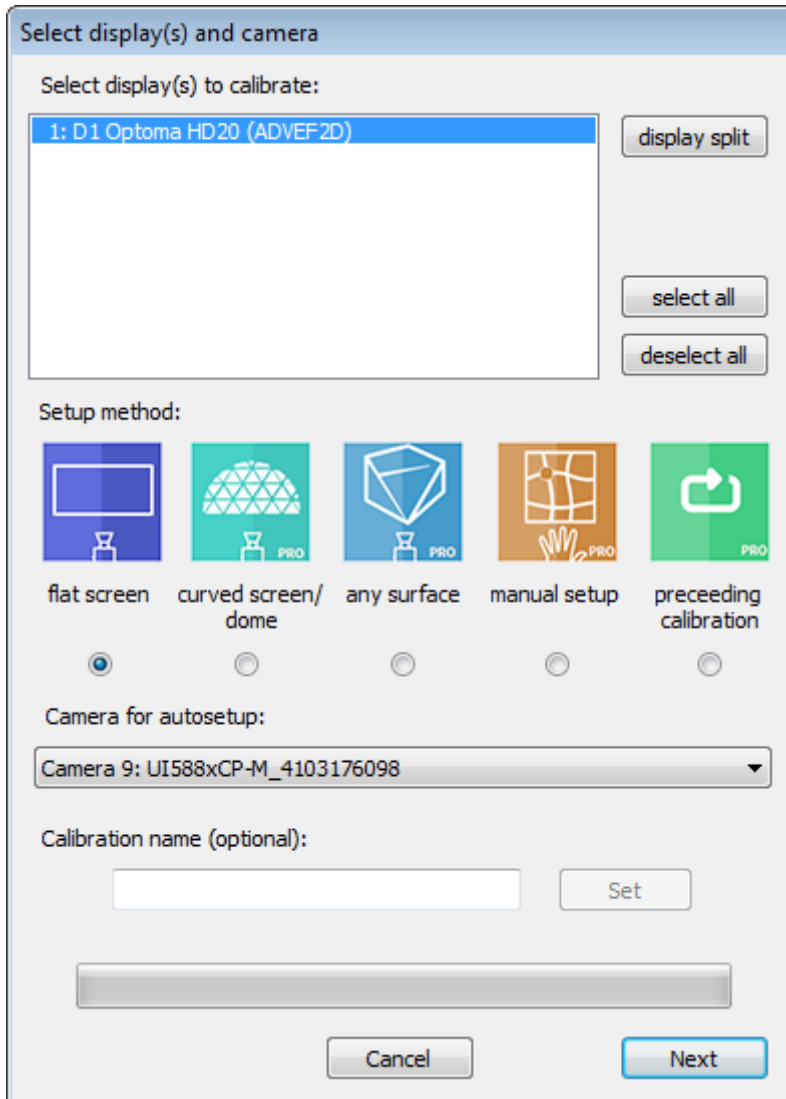 Select display(s) and camera
Select display(s) to calibrate:
1: D1 Optoma HD20 (ADVEF2D)
display split
select all
deselect all
Setup method:
PRO
PRO
PRO
PRO
flat screen
curved screen/
dome
any surface
manual setup
preceeding
calibration
Camera for autosetup:
Camera 9: UI588xCP-M_4103176098
Calibration name (optional):
Set
Cancel
Next